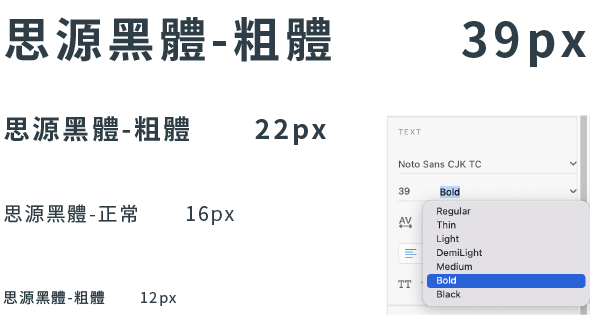 思源黑體-粗體 39px
思源黑體-粗體 22px
思源黑體-正常 16px
思源黑體-粗體 12px
TEXT
Noto Sans CJK TC
39 Bold
AV
Regular
Thin
Light
DemiLight
Medium
TT
Bold
Black